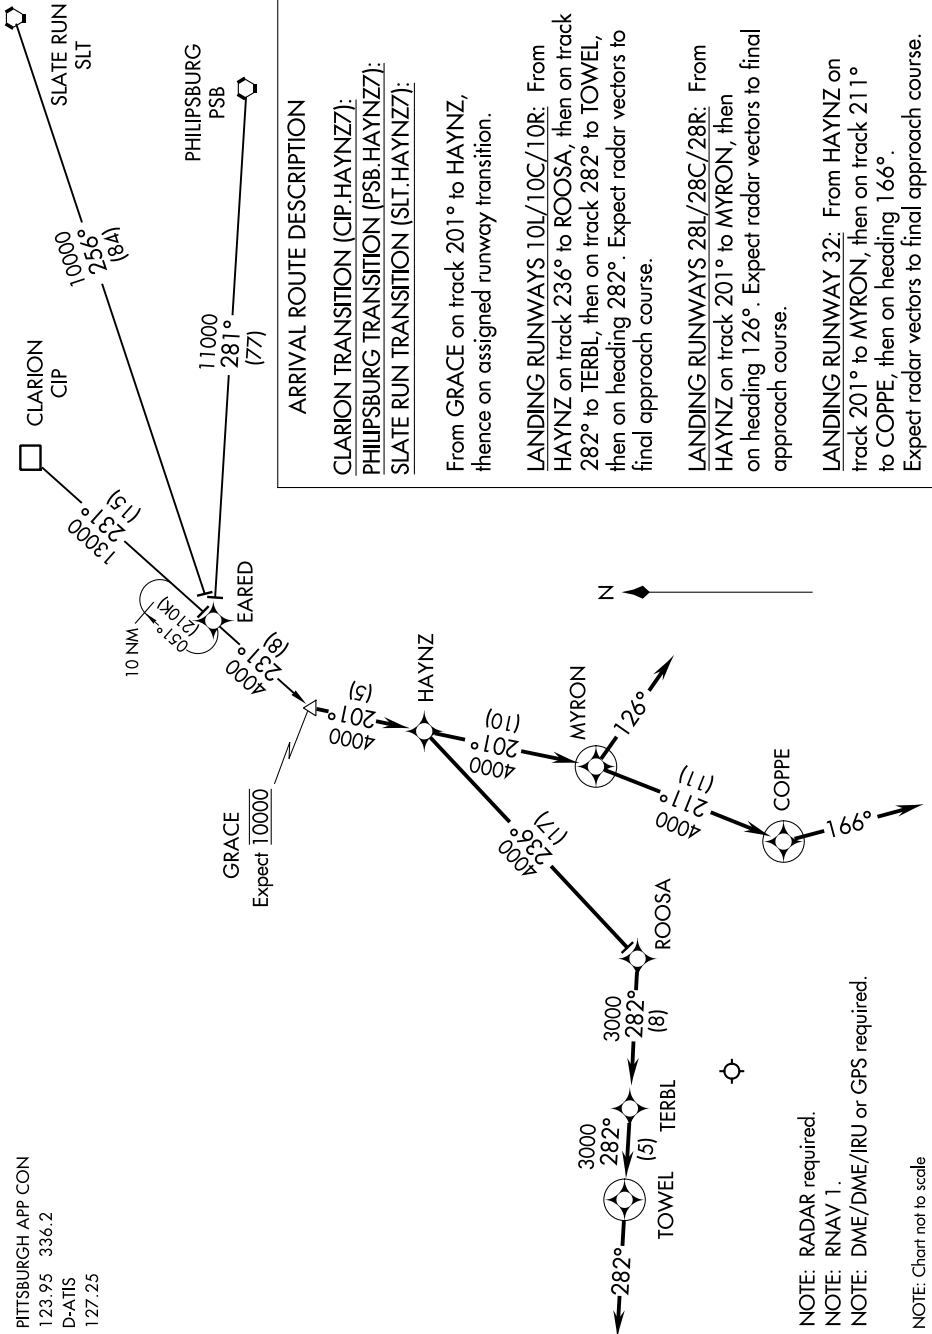 PITTSBURGH APP CON
123.95 336.2
D-ATIS
127.25
SLATE RUN
SLT
10000
256°
(84)
PHILIPSBURG
PSB
11000
281°
(77)
CLARION
CIP
13000
231°
(15)
10 NM
051°
(210K)
EARED
4000
231°
(8)
GRACE
Expect 10000
4000
201°
(5)
HAYNZ
4000
201°
(10)
MYRON
126°
4000
211°
(11)
COPPE
166°
4000
236°
(17)
ROOSA
3000
282°
(8)
TERBL
3000
282°
(5)
TOWEL
282°
N
ARRIVAL ROUTE DESCRIPTION
CLARION TRANSITION (CIP.HAYNZ7):
PHILIPSBURG TRANSITION (PSB.HAYNZ7):
SLATE RUN TRANSITION (SLT.HAYNZ7):
From GRACE on track 201° to HAYNZ,
thence on assigned runway transition.
LANDING RUNWAYS 10L/10C/10R: From
HAYNZ on track 236° to ROOSA, then on track
282° to TERBL, then on track 282° to TOWEL,
then on heading 282°. Expect radar vectors to
final approach course.
LANDING RUNWAYS 28L/28C/28R: From
HAYNZ on track 201° to MYRON, then
on heading 126°. Expect radar vectors to final
approach course.
LANDING RUNWAY 32: From HAYNZ on
track 201° to MYRON, then on track 211°
to COPPE, then on heading 166°.
Expect radar vectors to final approach course.
NOTE: RADAR required.
NOTE: RNAV 1.
NOTE: DME/DME/IRU or GPS required.
NOTE: Chart not to scale